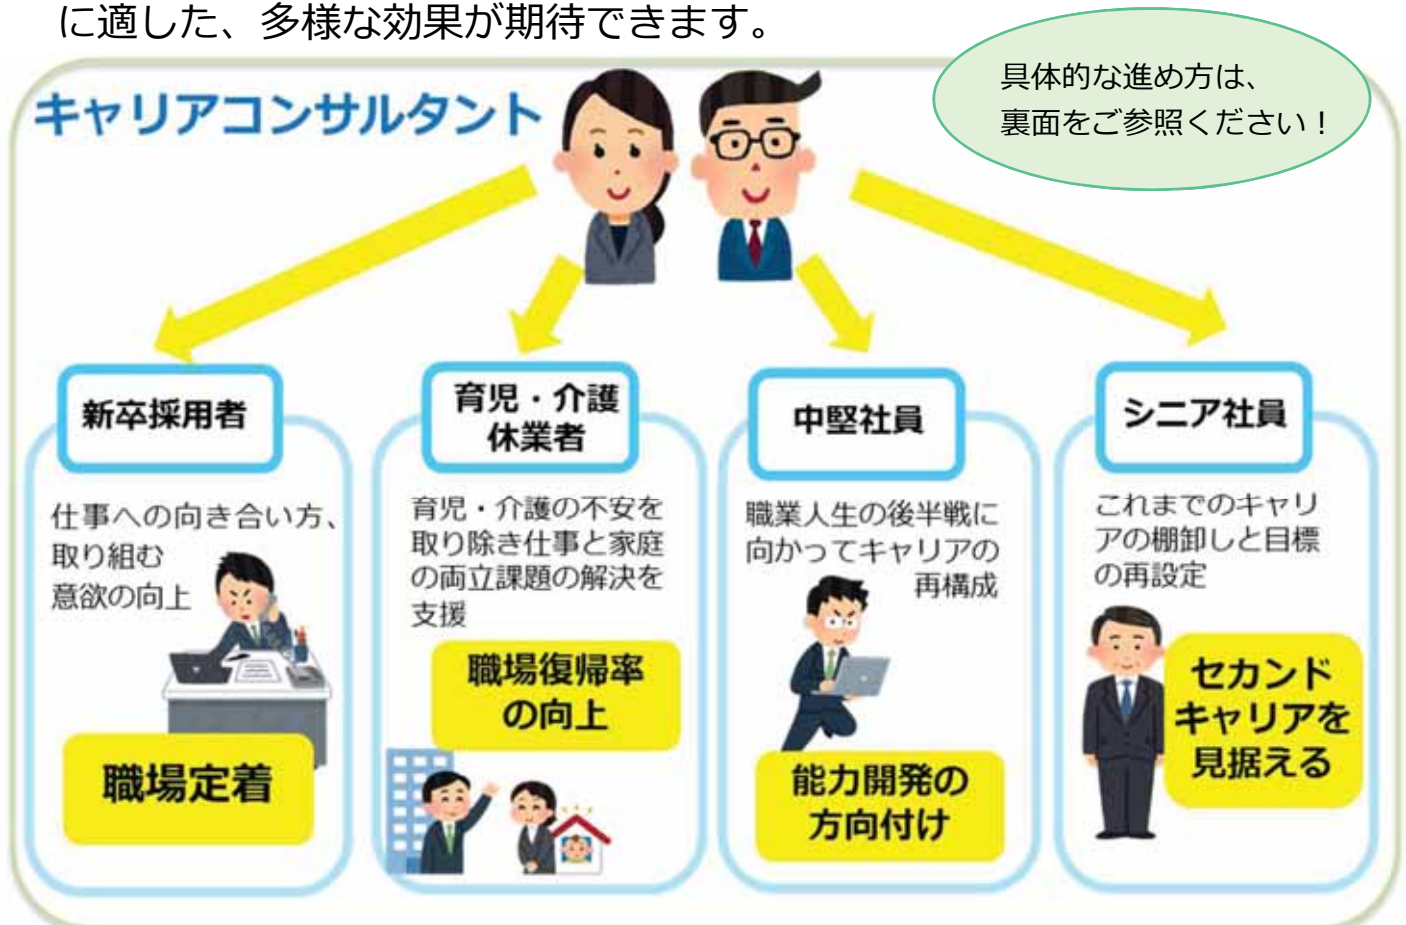 に適した、多様な効果が期待できます。
具体的な進め方は、
裏面をご参照ください！
キャリアコンサルタント
新卒採用者
仕事への向き合い方、
取り組む
意欲の向上
職場定着
育児・介護
休業者
育児・介護の不安を
取り除き仕事と家庭
の両立課題の解決を
支援
職場復帰率
の向上
中堅社員
職業人生の後半戦に
向かってキャリアの
再構成
能力開発の
方向付け
シニア社員
これまでのキャリ
アの棚卸しと目標
の再設定
セカンド
キャリアを
見据える